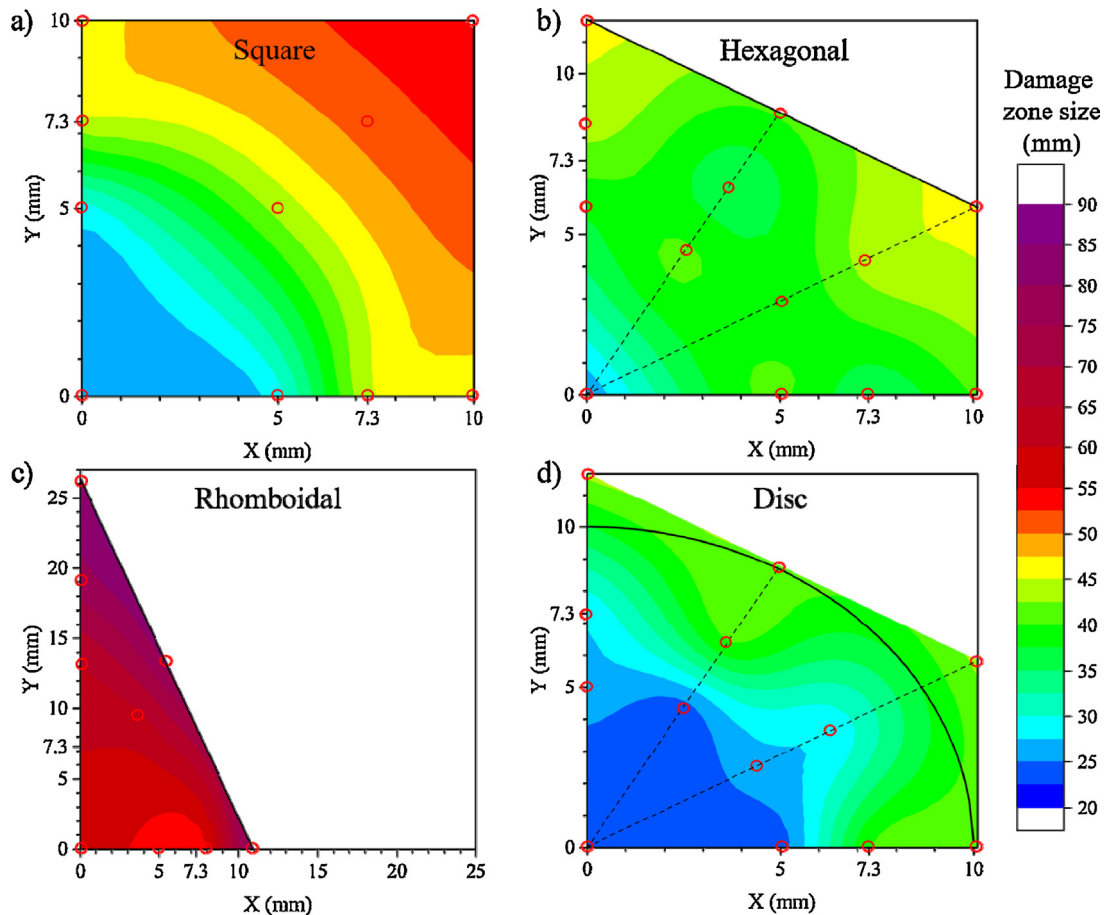 a)
Square
10
7.3
5
0
Y (mm)
0
5
7.3
10
X (mm)
b)
Hexagonal
10
7.3
5
0
Y (mm)
0
5
7.3
10
X (mm)
c)
Rhomboidal
25
20
15
10
7.3
5
0
Y (mm)
0
5
7.3
10
15
20
25
X (mm)
d)
Disc
10
7.3
5
0
Y (mm)
0
5
7.3
10
X (mm)
Damage
zone size
(mm)
90
85
80
75
70
65
60
55
50
45
40
35
30
25
20